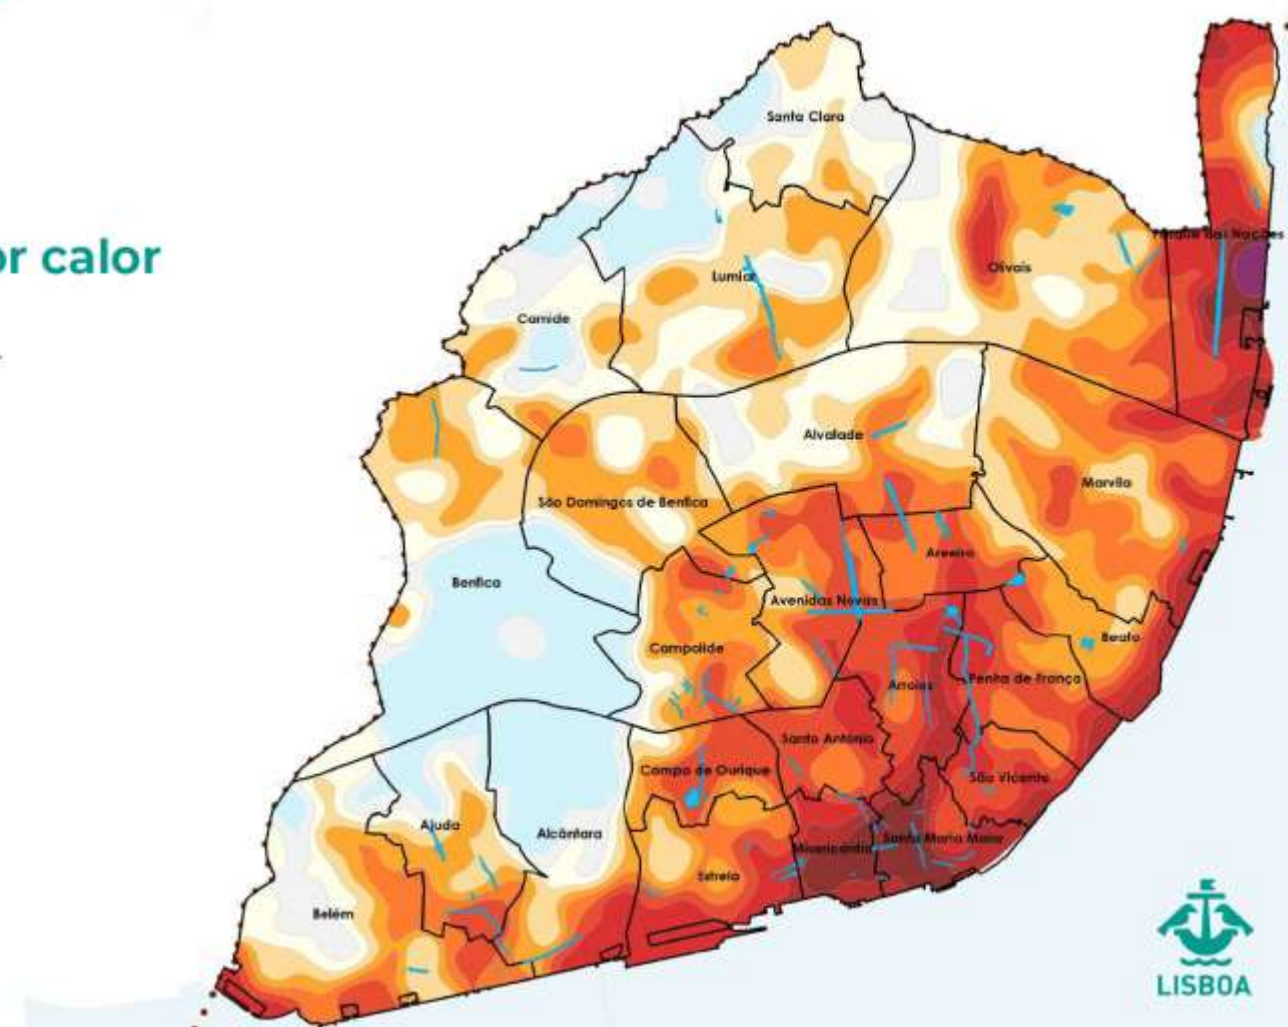 Santa Clara
or calor
Parque das Nações
Olivais
Lumiar
Carnide
Alvalade
Marvila
São Domingos de Benfica
Areeiro
Benfica
Avenidas Novas
Beato
Campolide
Arroios
Penha de França
Santo António
Campo de Ourique
São Vicente
Ajuda
Alcântara
Santa Maria Maior
Misericórdia
Estrela
Belém
LISBOA